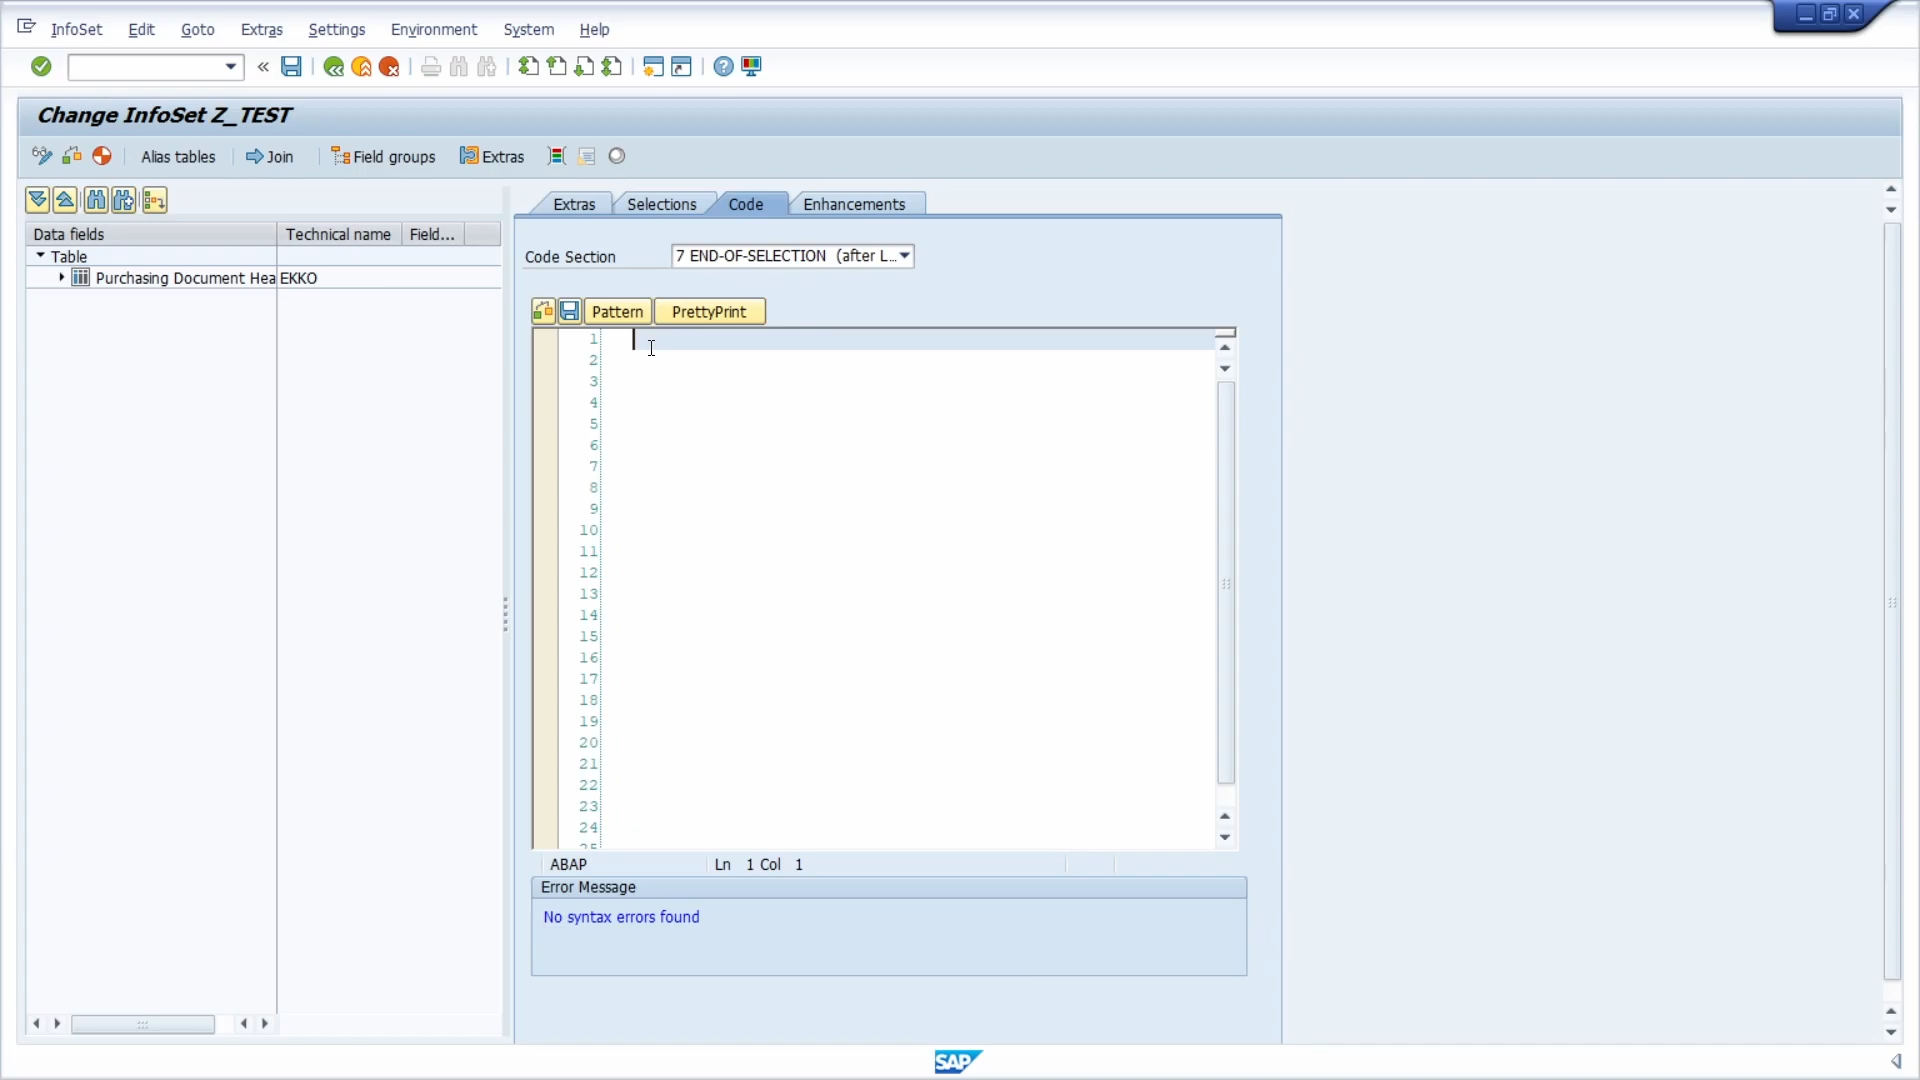 InfoSet Edit Goto Extras Settings Environment System Help
Change InfoSet Z_TEST
Alias tables Join Field groups Extras
Extras Selections Code Enhancements
Data fields Technical name Field...
Table
Purchasing Document Hea EKKO
Code Section 7 END-OF-SELECTION (after L...
Pattern PrettyPrint
1
2
3
4
5
6
7
8
9
10
11
12
13
14
15
16
17
18
19
20
21
22
23
24
25
ABAP Ln 1 Col 1
Error Message
No syntax errors found
SAP